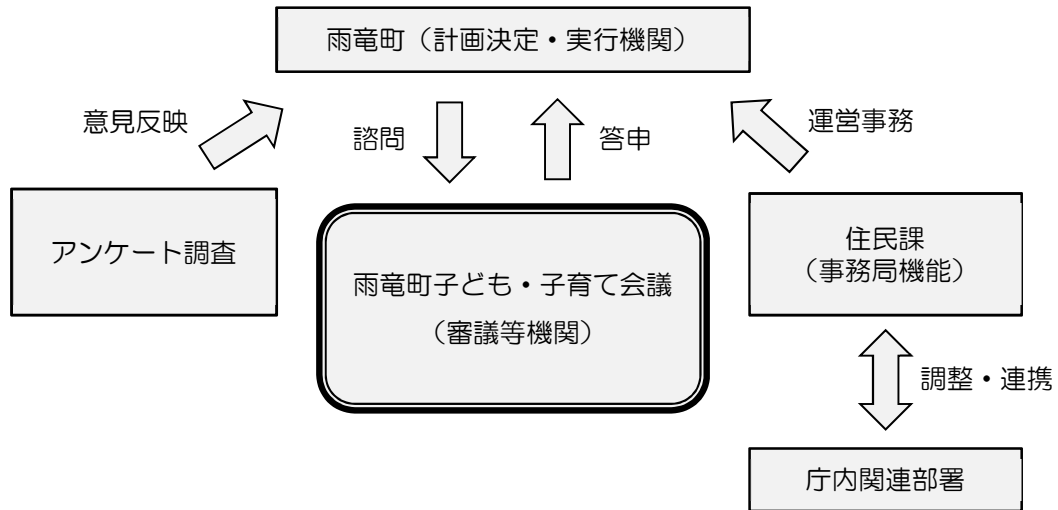 雨竜町（計画決定・実行機関）
意見反映
諮問
答申
運営事務
アンケート調査
雨竜町子ども・子育て会議
（審議等機関）
住民課
（事務局機能）
調整・連携
庁内関連部署